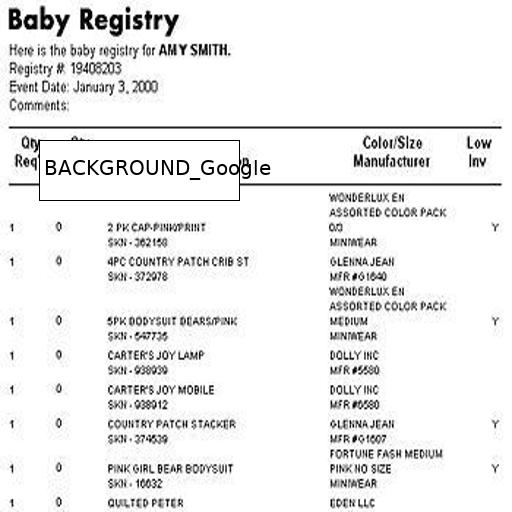 Baby Registry
Here is the baby registry for AMY SMITH.
Registry #: 19408203
Event Date: January 3, 2000
Comments:
Color/Size Low
Manufacturer Inv
BACKGROUND_Google
WONDERLUX EN
ASSORTED COLOR PACK
1 0 2 PK CAP-PINK/PRINT 0/3 Y
SKN - 362158 MINIWEAR
1 0 4PC COUNTRY PATCH CRIB ST GLENNA JEAN
SKN - 372978 MFR #G1640
WONDERLUX EN
ASSORTED COLOR PACK
1 0 5PK BODYSUIT BEARS/PINK MEDIUM Y
SKN - 547735 MINIWEAR
1 0 CARTER'S JOY LAMP DOLLY INC
SKN - 938939 MFR #5580
1 0 CARTER'S JOY MOBILE DOLLY INC
SKN - 938912 MFR #6580
1 0 COUNTRY PATCH STACKER GLENNA JEAN Y
SKN - 374539 MFR #G1607
FORTUNE FASH MEDIUM
1 0 PINK GIRL BEAR BODYSUIT PINK NO SIZE Y
SKN - 16632 MINIWEAR
1 0 QUILTED PETER EDEN LLC